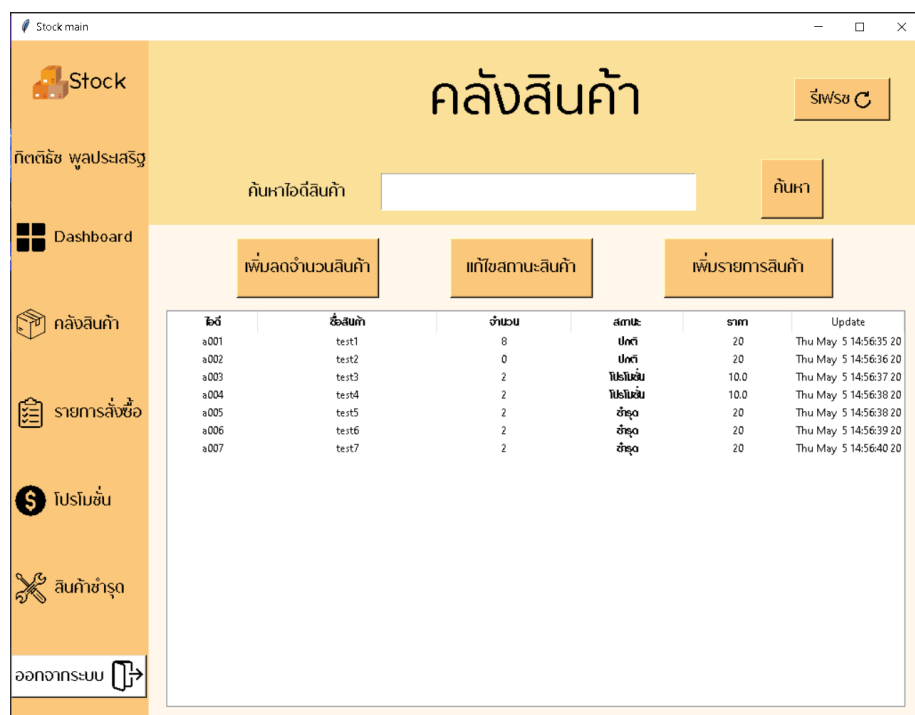 Stock main
Stock
คลังสินค้า
รีเฟรช
กิตติธัช พูลประเสริฐ
ค้นหาไอดีสินค้า
ค้นหา
Dashboard
เพิ่มลดจำนวนสินค้า แก้ไขสถานะสินค้า เพิ่มรายการสินค้า
คลังสินค้า
รายการสั่งซื้อ
โปรโมชั่น
สินค้าชำรุด
ออกจากระบบ
ไอดี ชื่อสินค้า จำนวน สถานะ ราคา Update
a001 test1 8 ปกติ 20 Thu May 5 14:56:35 20
a002 test2 0 ปกติ 20 Thu May 5 14:56:36 20
a003 test3 2 โปรโมชั่น 10.0 Thu May 5 14:56:37 20
a004 test4 2 โปรโมชั่น 10.0 Thu May 5 14:56:38 20
a005 test5 2 ชำรุด 20 Thu May 5 14:56:38 20
a006 test6 2 ชำรุด 20 Thu May 5 14:56:39 20
a007 test7 2 ชำรุด 20 Thu May 5 14:56:40 20